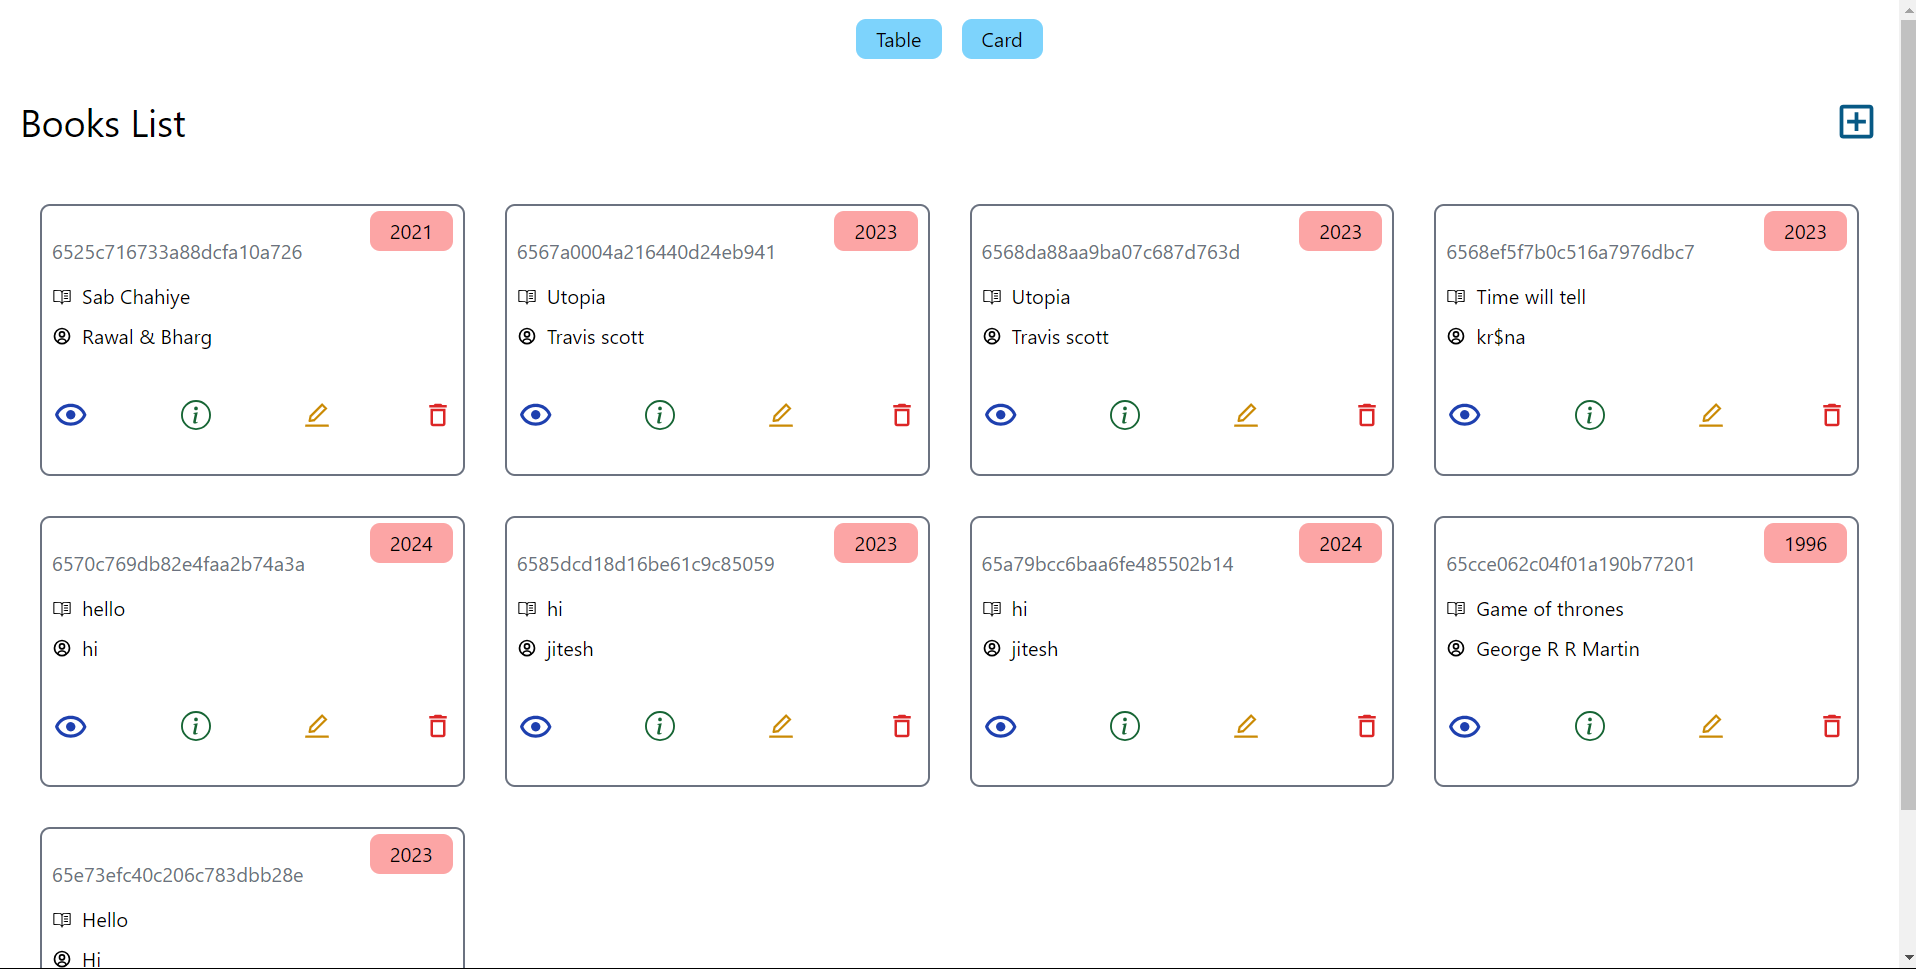 Table Card
Books List
2021
6525c716733a88dcfa10a726
Sab Chahiye
Rawal & Bharg
2023
6567a0004a216440d24eb941
Utopia
Travis scott
2023
6568da88aa9ba07c687d763d
Utopia
Travis scott
2023
6568ef5f7b0c516a7976dbc7
Time will tell
kr$na
2024
6570c769db82e4faa2b74a3a
hello
hi
2023
6585dcd18d16be61c9c85059
hi
jitesh
2024
65a79bcc6baa6fe485502b14
hi
jitesh
1996
65cce062c04f01a190b77201
Game of thrones
George R R Martin
2023
65e73efc40c206c783dbb28e
Hello
Hi